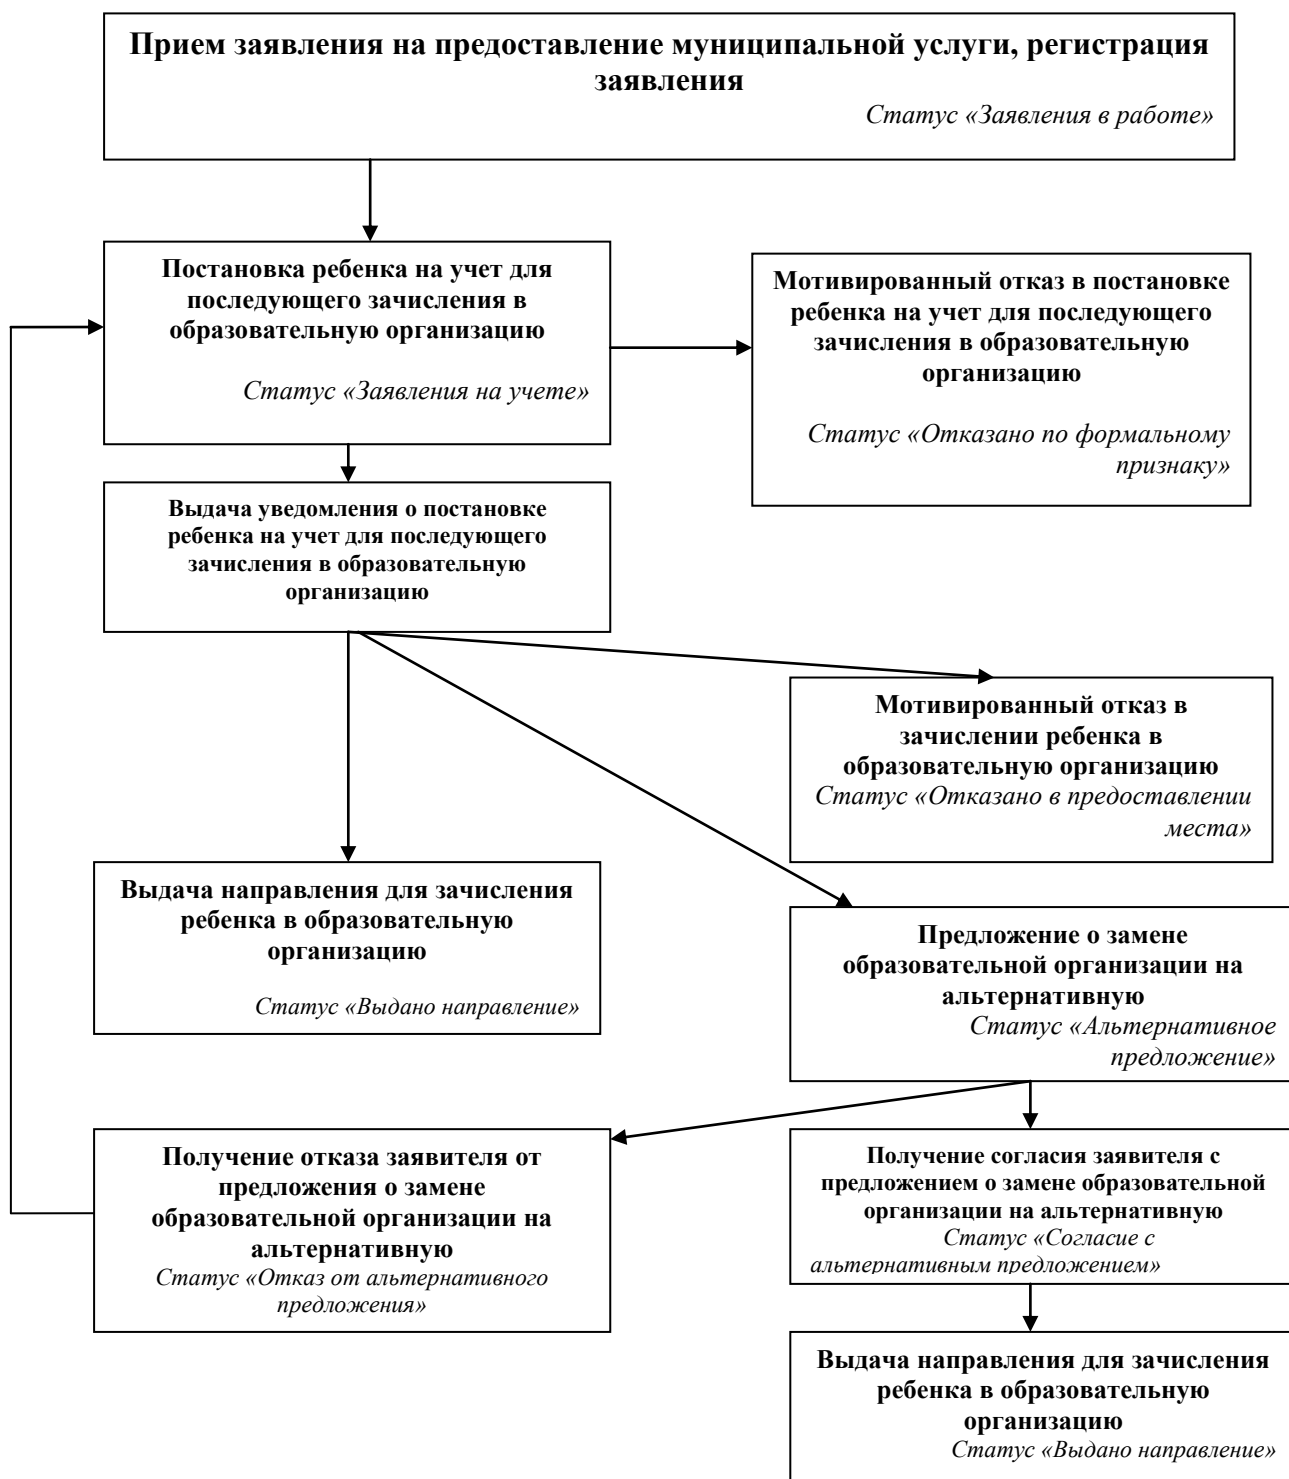 Прием заявления на предоставление муниципальной услуги, регистрация
заявления
Статус «Заявления в работе»
Постановка ребенка на учет для
последующего зачисления в
образовательную организацию
Статус «Заявления на учете»
Мотивированный отказ в постановке
ребенка на учет для последующего
зачисления в образовательную
организацию
Статус «Отказано по формальному
признаку»
Выдача уведомления о постановке
ребенка на учет для последующего
зачисления в образовательную
организацию
Мотивированный отказ в
зачислении ребенка в
образовательную организацию
Статус «Отказано в предоставлении
места»
Выдача направления для зачисления
ребенка в образовательную
организацию
Статус «Выдано направление»
Предложение о замене
образовательной организации на
альтернативную
Статус «Альтернативное
предложение»
Получение отказа заявителя от
предложения о замене
образовательной организации на
альтернативную
Статус «Отказ от альтернативного
предложения»
Получение согласия заявителя с
предложением о замене образовательной
организации на альтернативную
Статус «Согласие с
альтернативным предложением»
Выдача направления для зачисления
ребенка в образовательную
организацию
Статус «Выдано направление»